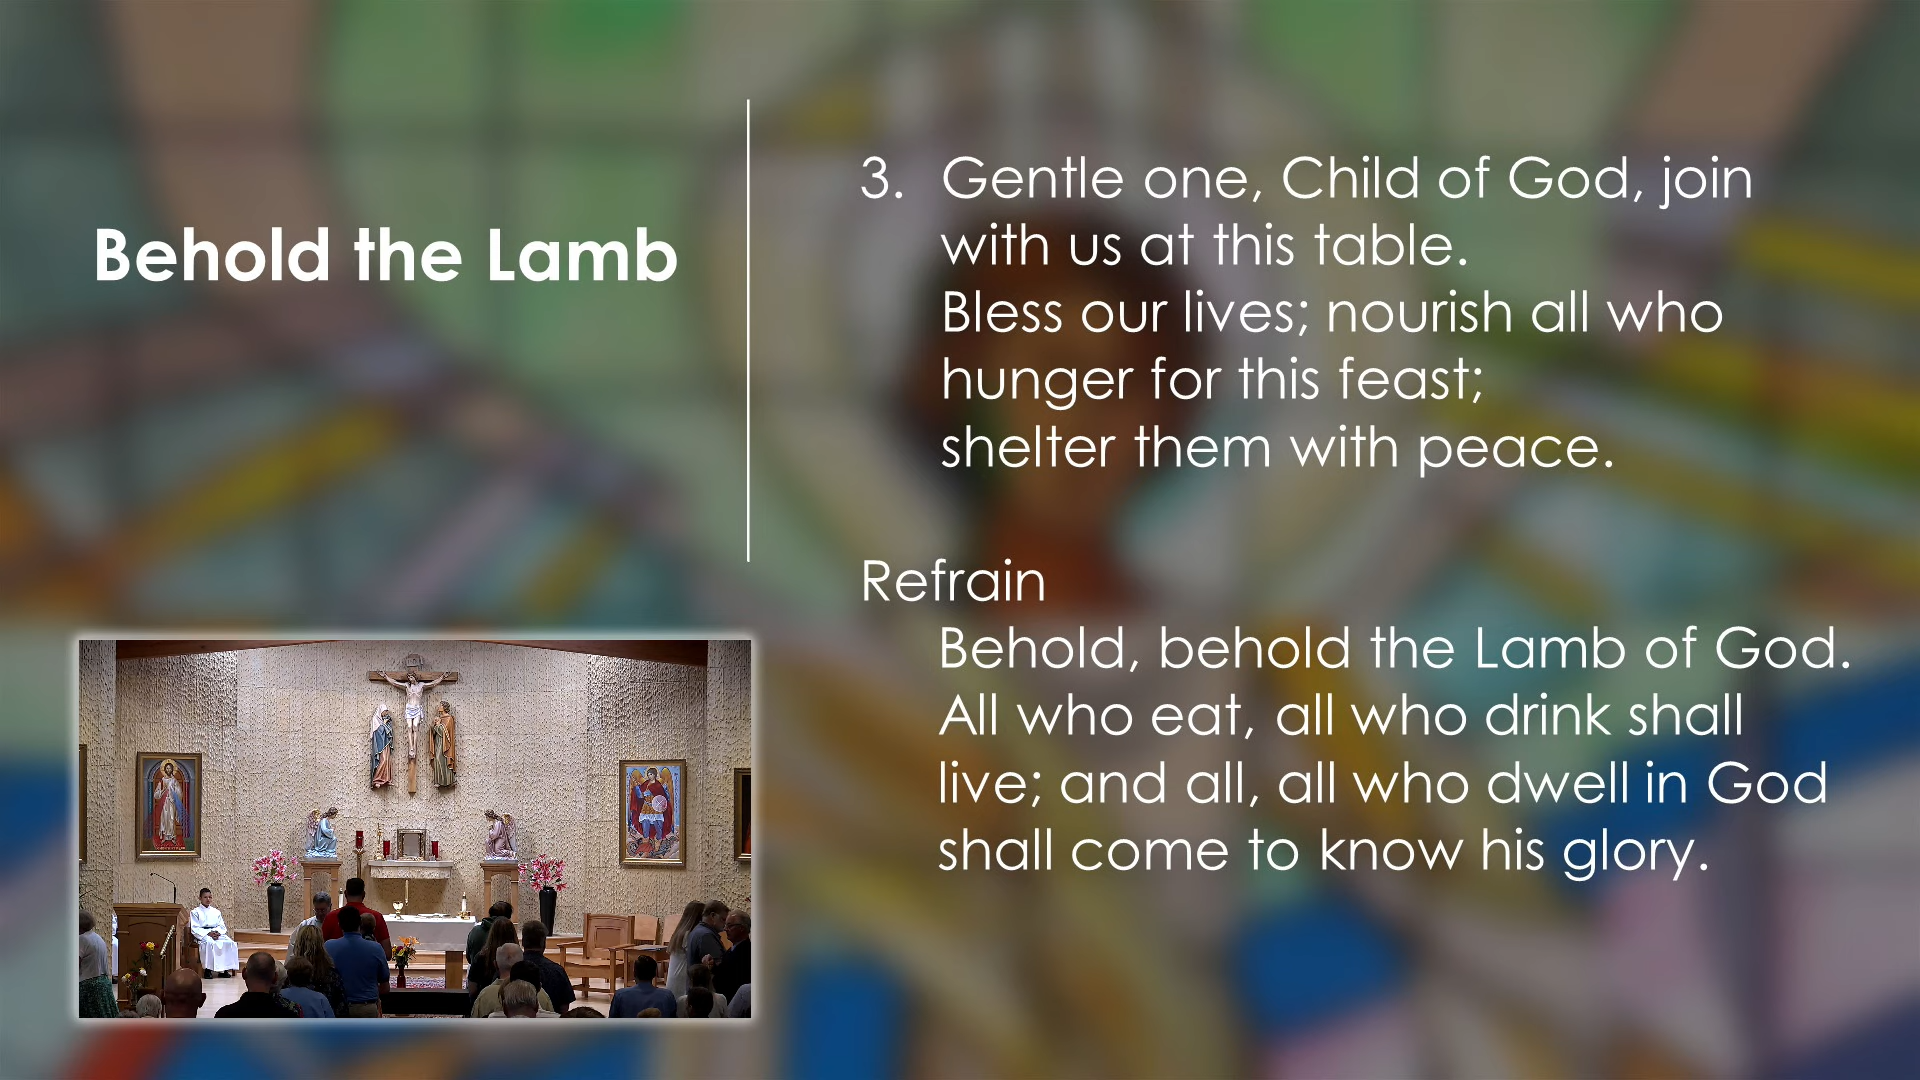 Behold the Lamb
3. Gentle one, Child of God, join
with us at this table.
Bless our lives; nourish all who
hunger for this feast;
shelter them with peace.
Refrain
Behold, behold the Lamb of God.
All who eat, all who drink shall
live; and all, all who dwell in God
shall come to know his glory.